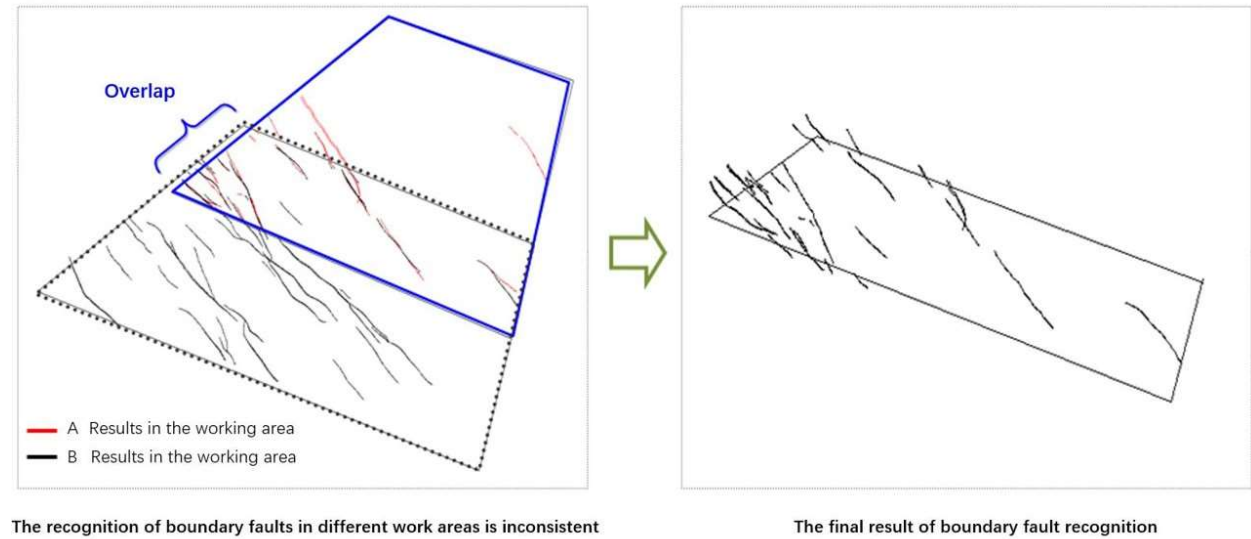 Overlap
A Results in the working area
B Results in the working area
The recognition of boundary faults in different work areas is inconsistent
The final result of boundary fault recognition